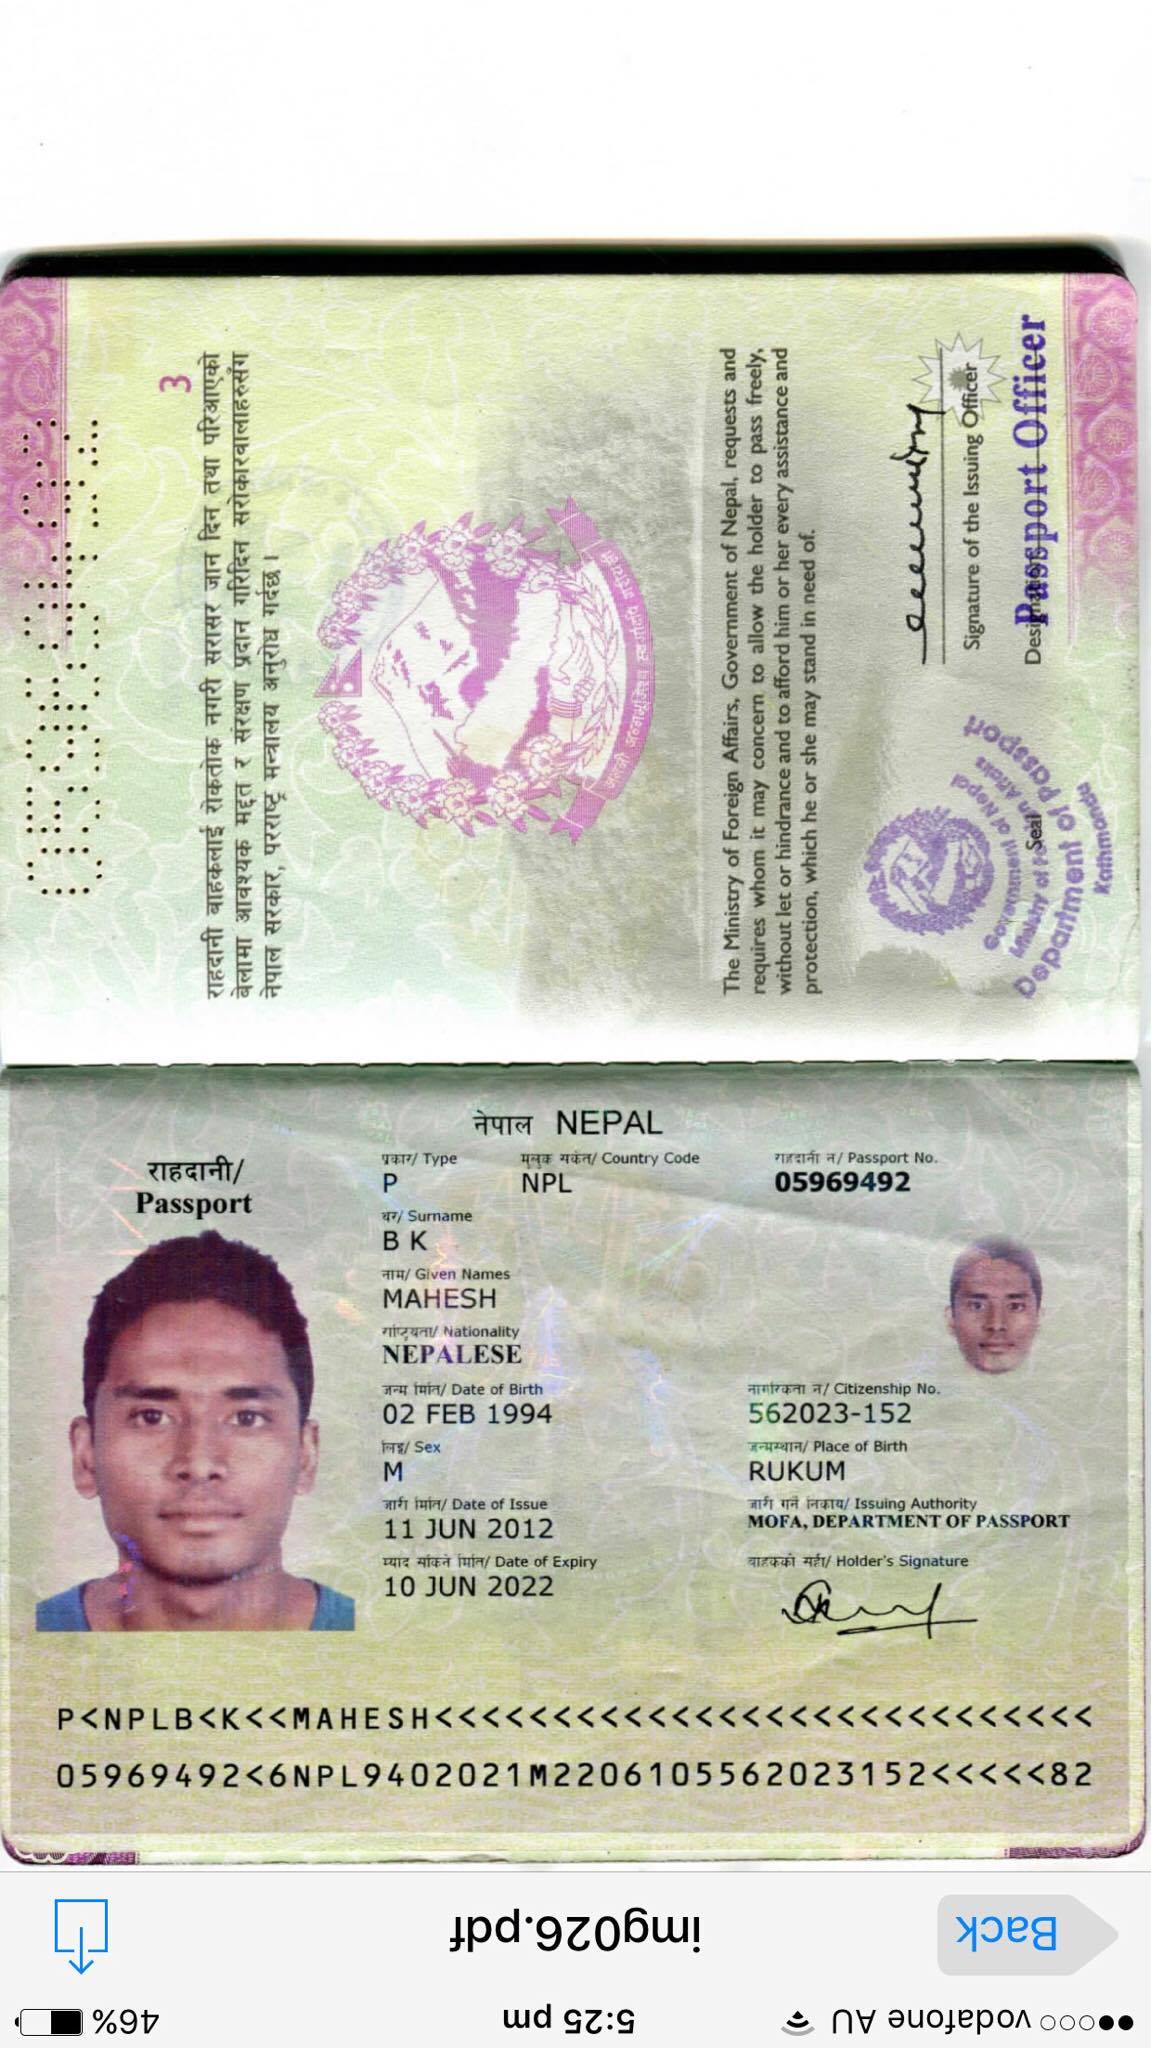 3
राहदानी बाहकलाई रोकतोक नगरी सरासर जान दिन तथा परिआएको
बेलामा आवश्यक मद्दत र संरक्षण प्रदान गरिदिन सरोकारवालाहरुसँग
नेपाल सरकार, परराष्ट्र मन्त्रालय अनुरोध गर्दछ ।
The Ministry of Foreign Affairs, Government of Nepal, requests and
requires whom it may concern to allow the holder to pass freely,
without let or hindrance and to afford him or her every assistance and
protection, which he or she may stand in need of.
Signature of the Issuing Officer
Passport Officer
Designation
Seal
Government of Nepal
Ministry of Foreign Affairs
Department of Passport
Kathmandu
नेपाल NEPAL
राहदानी/
Passport
प्रकार/ Type
P
मुलुक संकेत/ Country Code
NPL
राहदानी नं/ Passport No.
05969492
थर/ Surname
B K
नाम/ Given Names
MAHESH
राष्ट्रियता/ Nationality
NEPALESE
जन्म मिति/ Date of Birth
02 FEB 1994
नागरिकता नं/ Citizenship No.
562023-152
लिङ्ग/ Sex
M
जन्मस्थान/ Place of Birth
RUKUM
जारी मिति/ Date of Issue
11 JUN 2012
जारी गर्ने निकाय/ Issuing Authority
MOFA, DEPARTMENT OF PASSPORT
म्याद सकिने मिति/ Date of Expiry
10 JUN 2022
वाहकको सही/ Holder's Signature
P<NPLB<K<<MAHESH<<<<<<<<<<<<<<<<<<<<<<<<<<<<
05969492<6NPL9402021M2206105562023152<<<<<82
Back
img026.pdf
vodafone AU
5:25 pm
46%